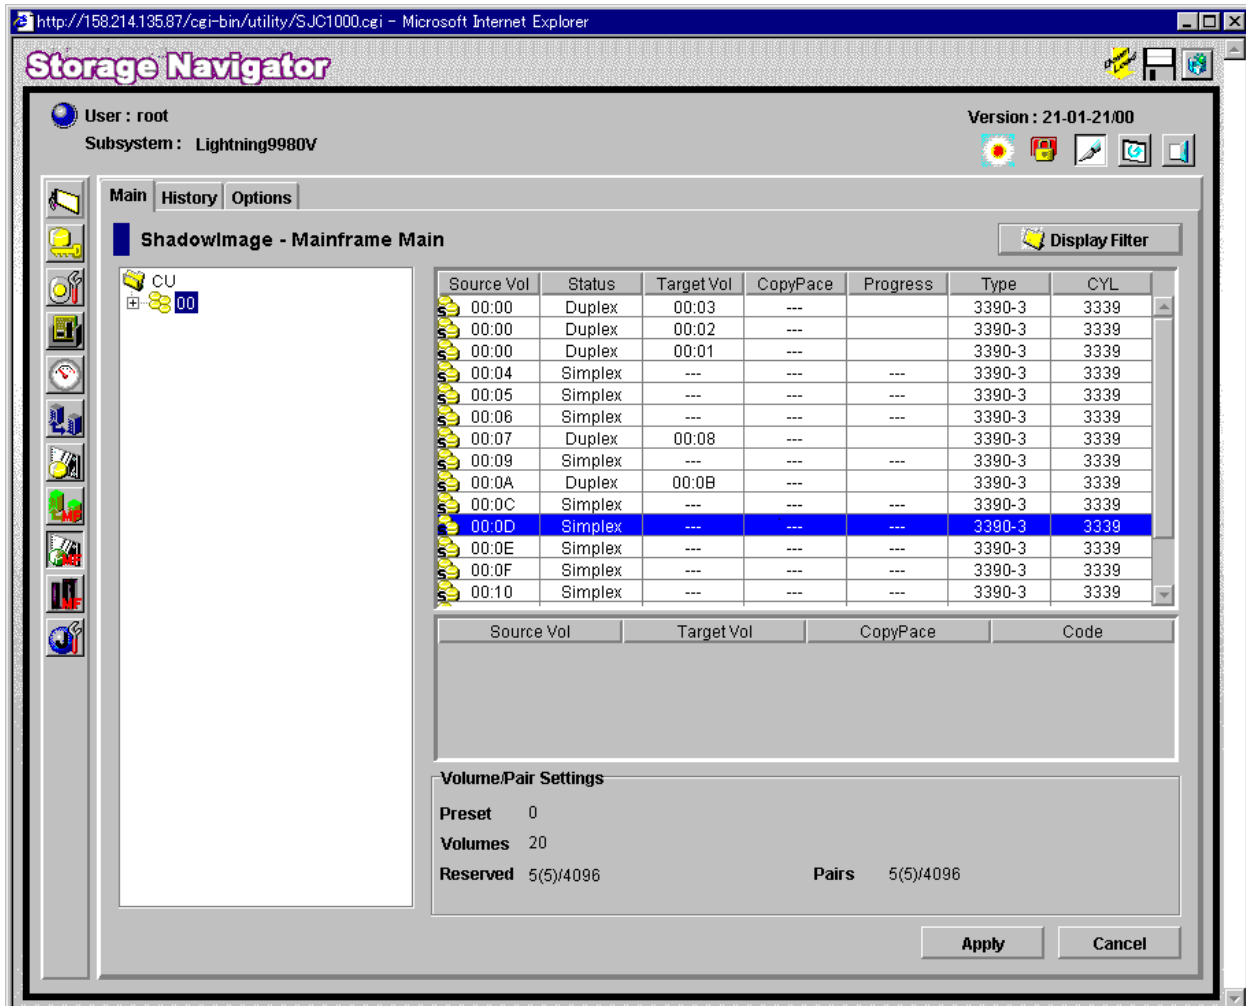 http://158.214.135.87/cgi-bin/utility/SJC1000.cgi - Microsoft Internet Explorer
Storage Navigator
User : root
Version : 21-01-21/00
Subsystem : Lightning9980V
Main History Options
ShadowImage - Mainframe Main
Display Filter
CU
00
Source Vol Status Target Vol CopyPace Progress Type CYL
S 00:00 Duplex 00:03 --- 3390-3 3339
S 00:00 Duplex 00:02 --- 3390-3 3339
S 00:00 Duplex 00:01 --- 3390-3 3339
S 00:04 Simplex --- --- --- 3390-3 3339
S 00:05 Simplex --- --- --- 3390-3 3339
S 00:06 Simplex --- --- --- 3390-3 3339
S 00:07 Duplex 00:08 --- 3390-3 3339
S 00:09 Simplex --- --- --- 3390-3 3339
S 00:0A Duplex 00:0B --- 3390-3 3339
S 00:0C Simplex --- --- --- 3390-3 3339
S 00:0D Simplex --- --- --- 3390-3 3339
S 00:0E Simplex --- --- --- 3390-3 3339
S 00:0F Simplex --- --- --- 3390-3 3339
S 00:10 Simplex --- --- --- 3390-3 3339
MF
MF
MF
Source Vol Target Vol CopyPace Code
Volume/Pair Settings
Preset 0
Volumes 20
Reserved 5(5)/4096 Pairs 5(5)/4096
Apply Cancel